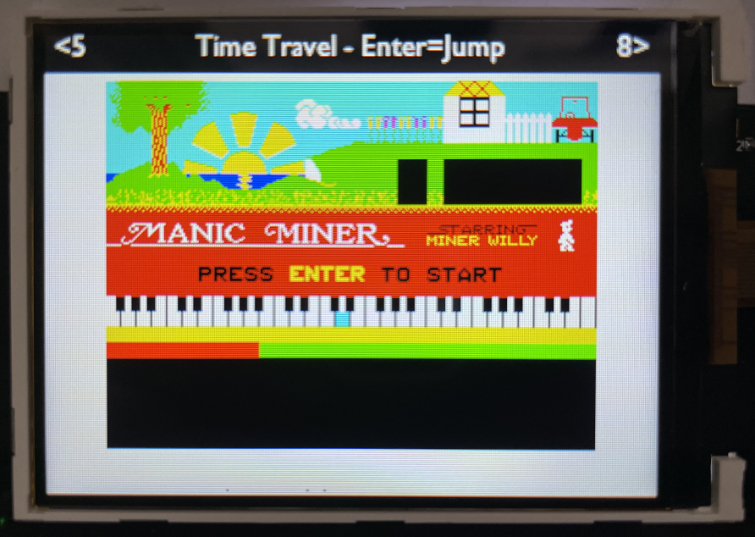 <5 Time Travel - Enter=Jump 8>
MANIC MINER
STARRING
MINER WILLY
PRESS ENTER TO START